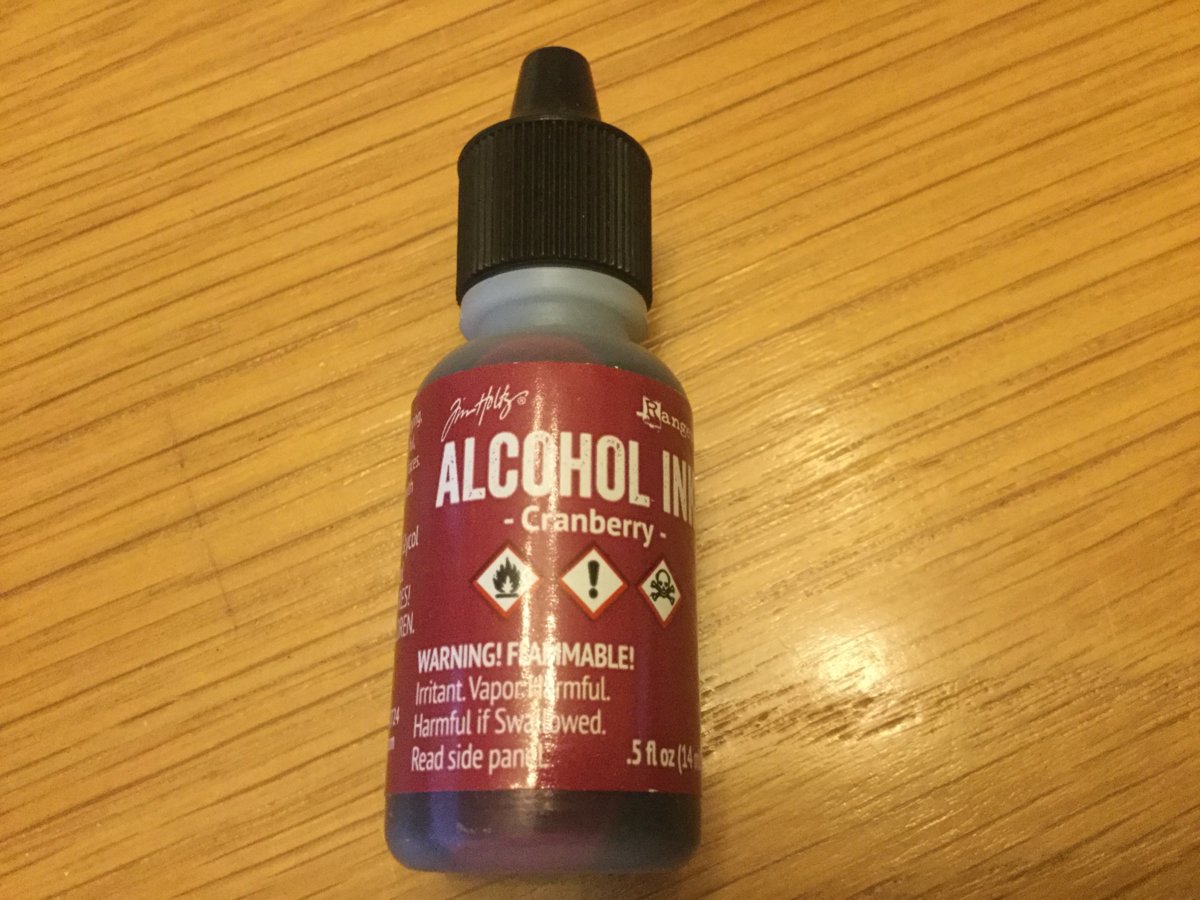 Tim Holtz®
Ranger
ALCOHOL INK
- Cranberry -
WARNING! FLAMMABLE!
Irritant. Vapor Harmful.
Harmful if Swallowed.
Read side panel.
.5 fl oz (14